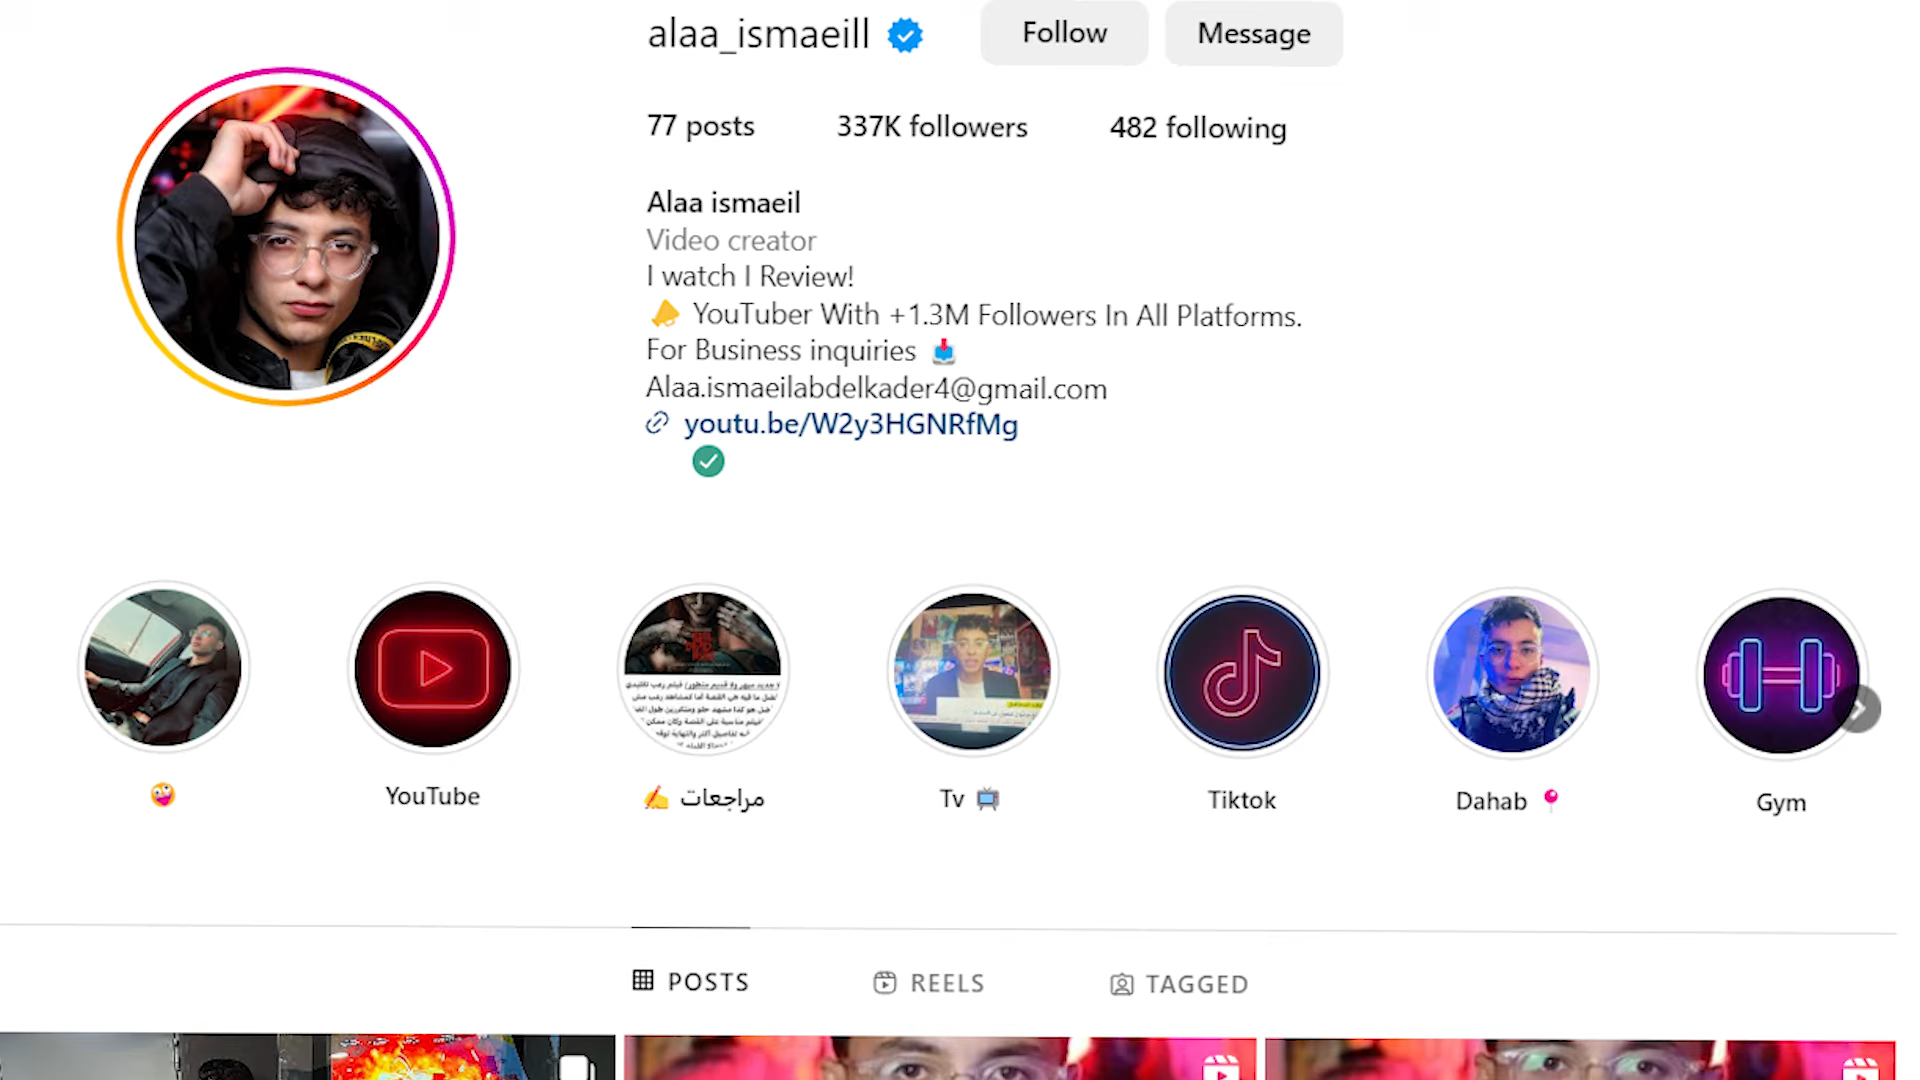 alaa_ismaeill
Follow
Message
77 posts
337K followers
482 following
Alaa ismaeil
Video creator
I watch I Review!
YouTuber With +1.3M Followers In All Platforms.
For Business inquiries
Alaa.ismaeilabdelkader4@gmail.com
youtu.be/W2y3HGNRfMg
YouTube
مراجعات
Tv
Tiktok
Dahab
Gym
POSTS
REELS
TAGGED